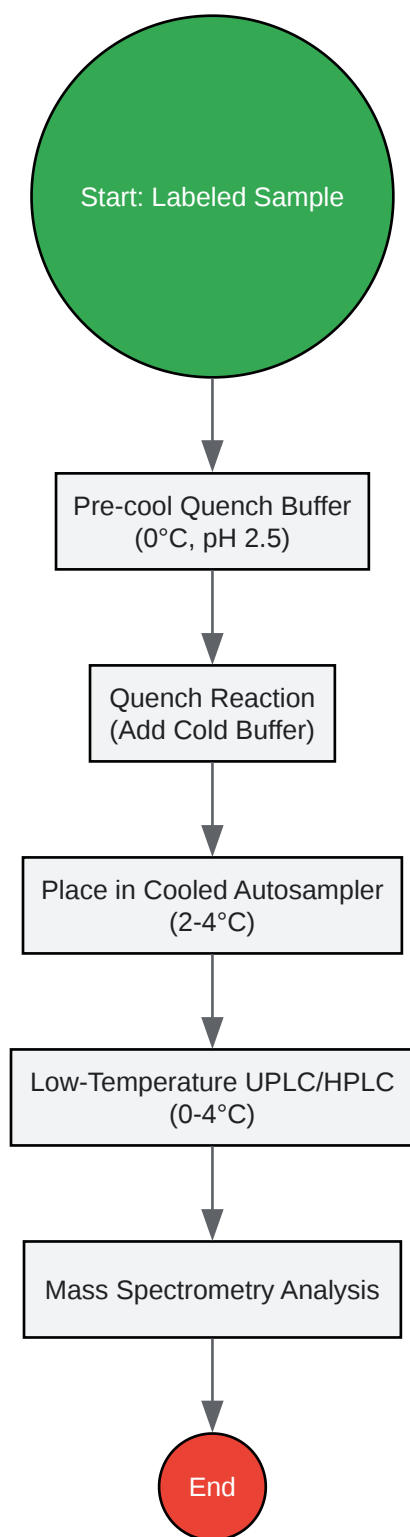 Start: Labeled Sample
Pre-cool Quench Buffer
(0°C, pH 2.5)
Quench Reaction
(Add Cold Buffer)
Place in Cooled Autosampler
(2-4°C)
Low-Temperature UPLC/HPLC
(0-4°C)
Mass Spectrometry Analysis
End